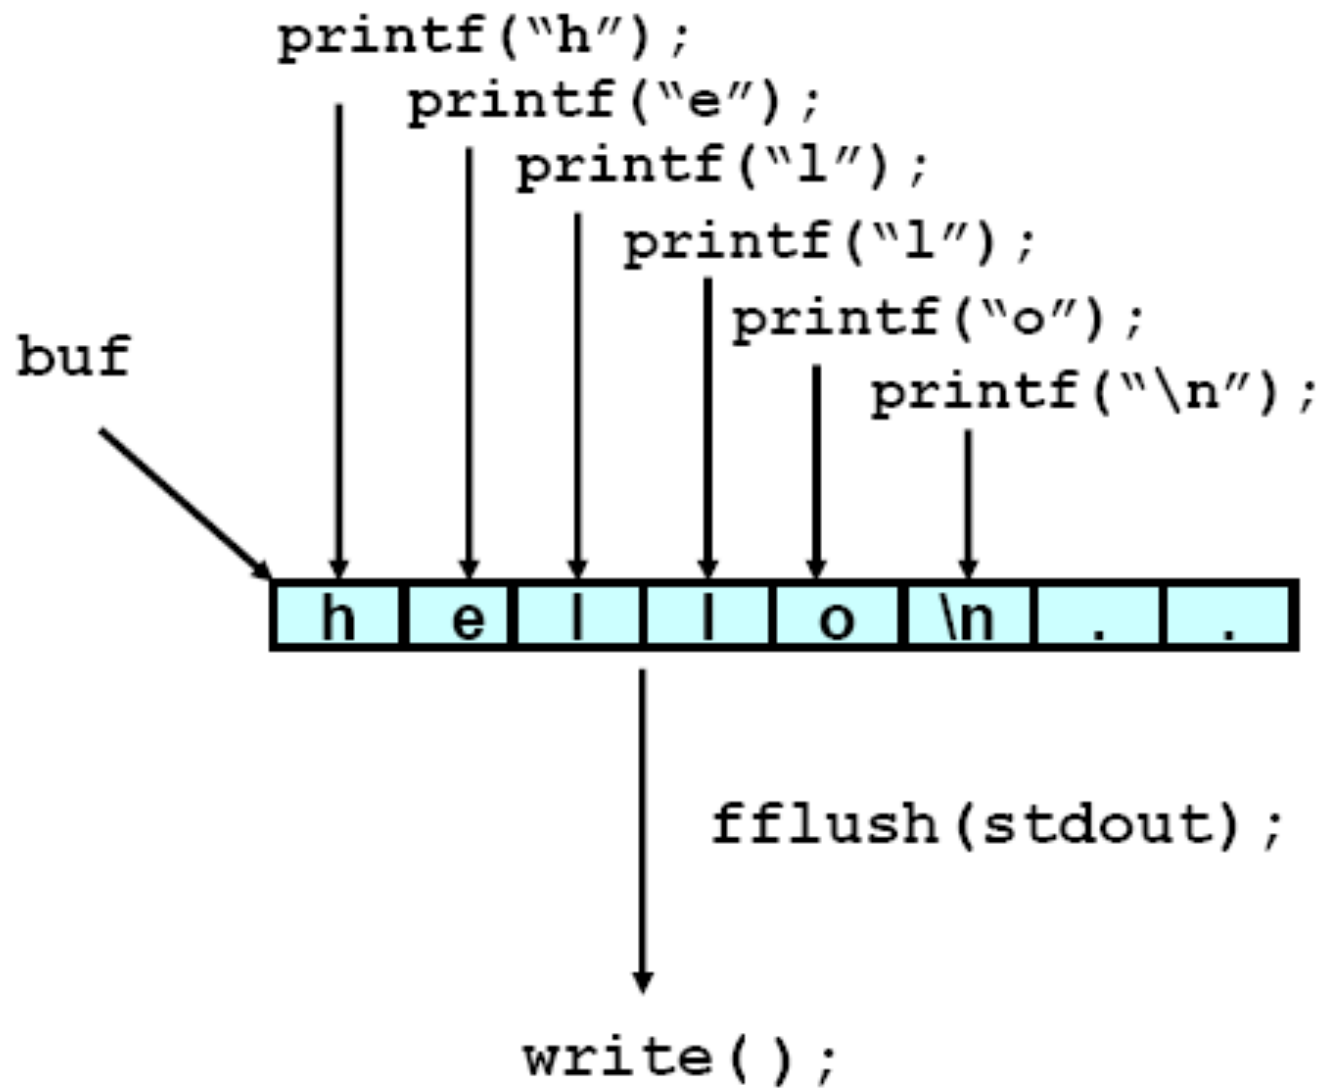 printf(“h”);
printf(“e”);
printf(“l”);
printf(“l”);
printf(“o”);
buf
printf(“\n”);
h e l l o \n . .
fflush(stdout);
write();